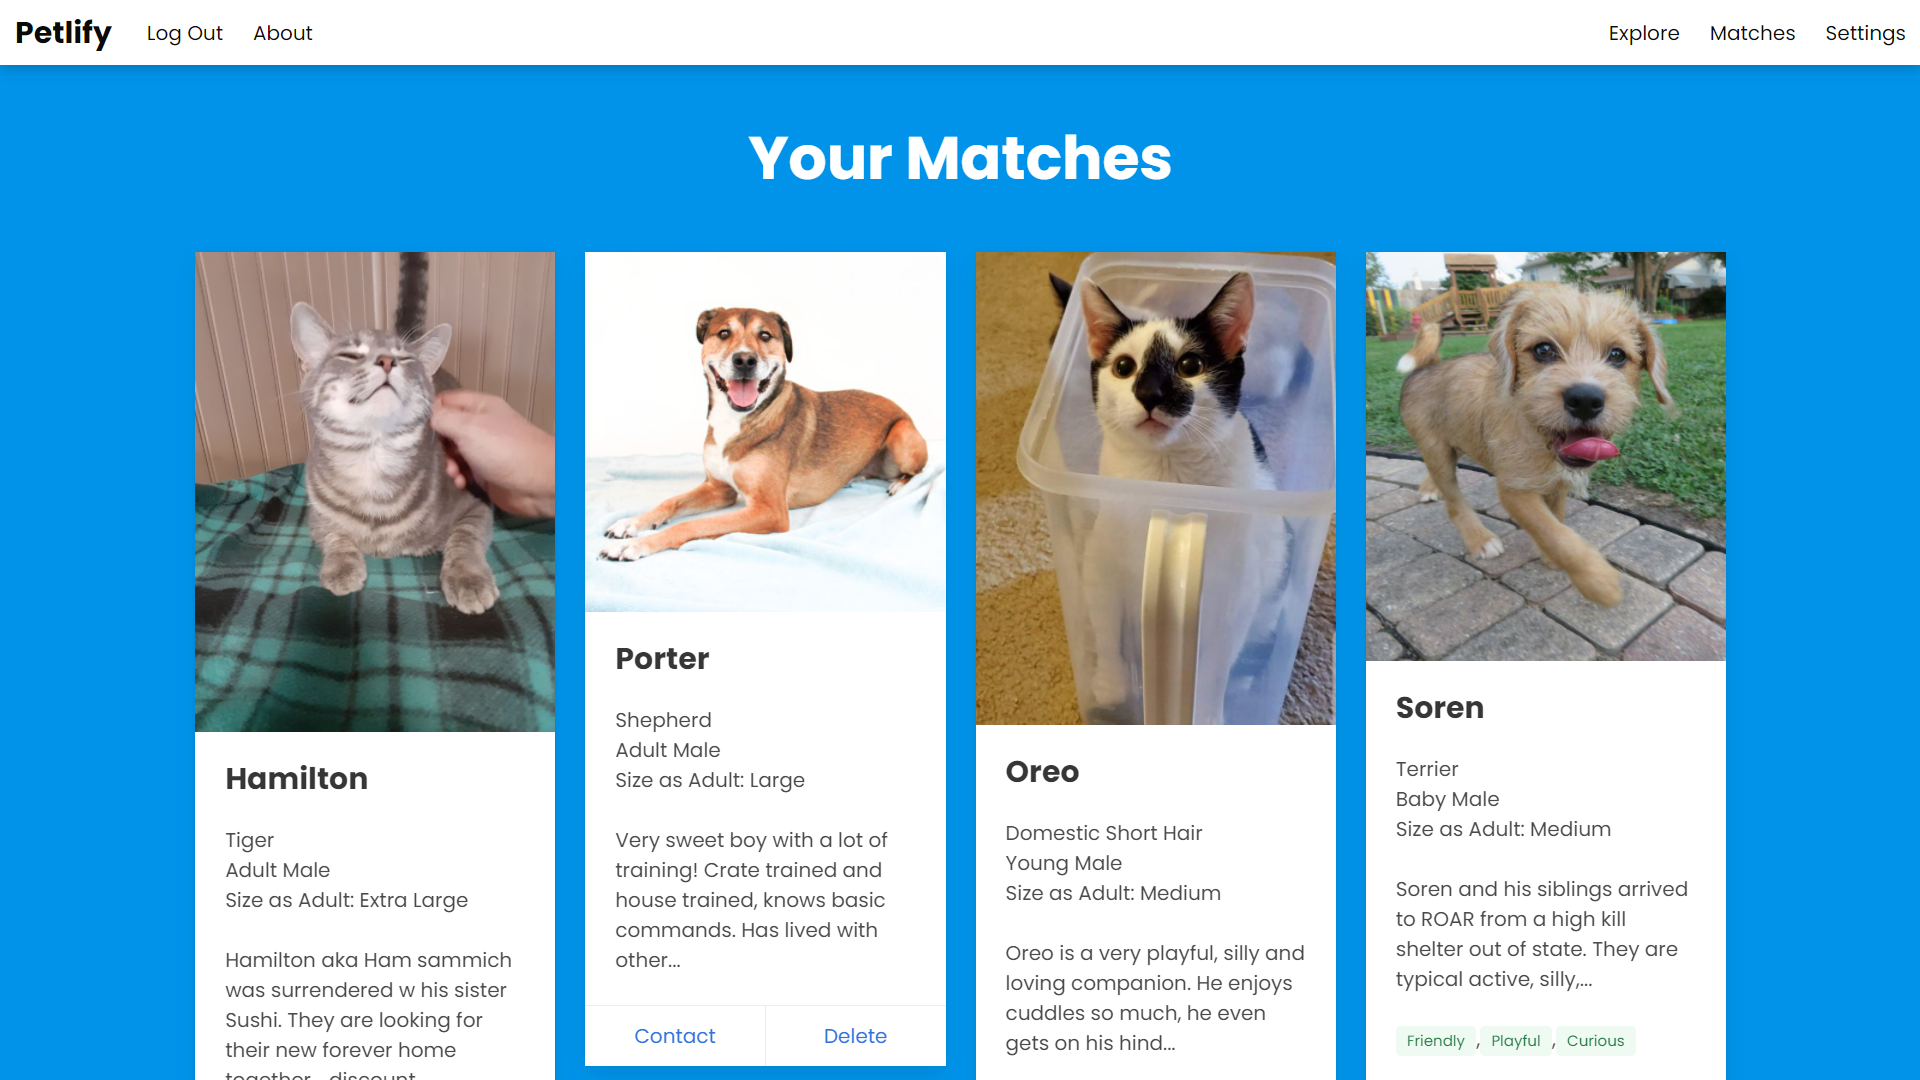 Petlify Log Out About Explore Matches Settings
Your Matches
Hamilton
Tiger
Adult Male
Size as Adult: Extra Large
Hamilton aka Ham sammich
was surrendered w his sister
Sushi. They are looking for
their new forever home
together...discount
Porter
Shepherd
Adult Male
Size as Adult: Large
Very sweet boy with a lot of
training! Crate trained and
house trained, knows basic
commands. Has lived with
other...
Contact Delete
Oreo
Domestic Short Hair
Young Male
Size as Adult: Medium
Oreo is a very playful, silly and
loving companion. He enjoys
cuddles so much, he even
gets on his hind...
Soren
Terrier
Baby Male
Size as Adult: Medium
Soren and his siblings arrived
to ROAR from a high kill
shelter out of state. They are
typical active, silly,...
Friendly , Playful , Curious